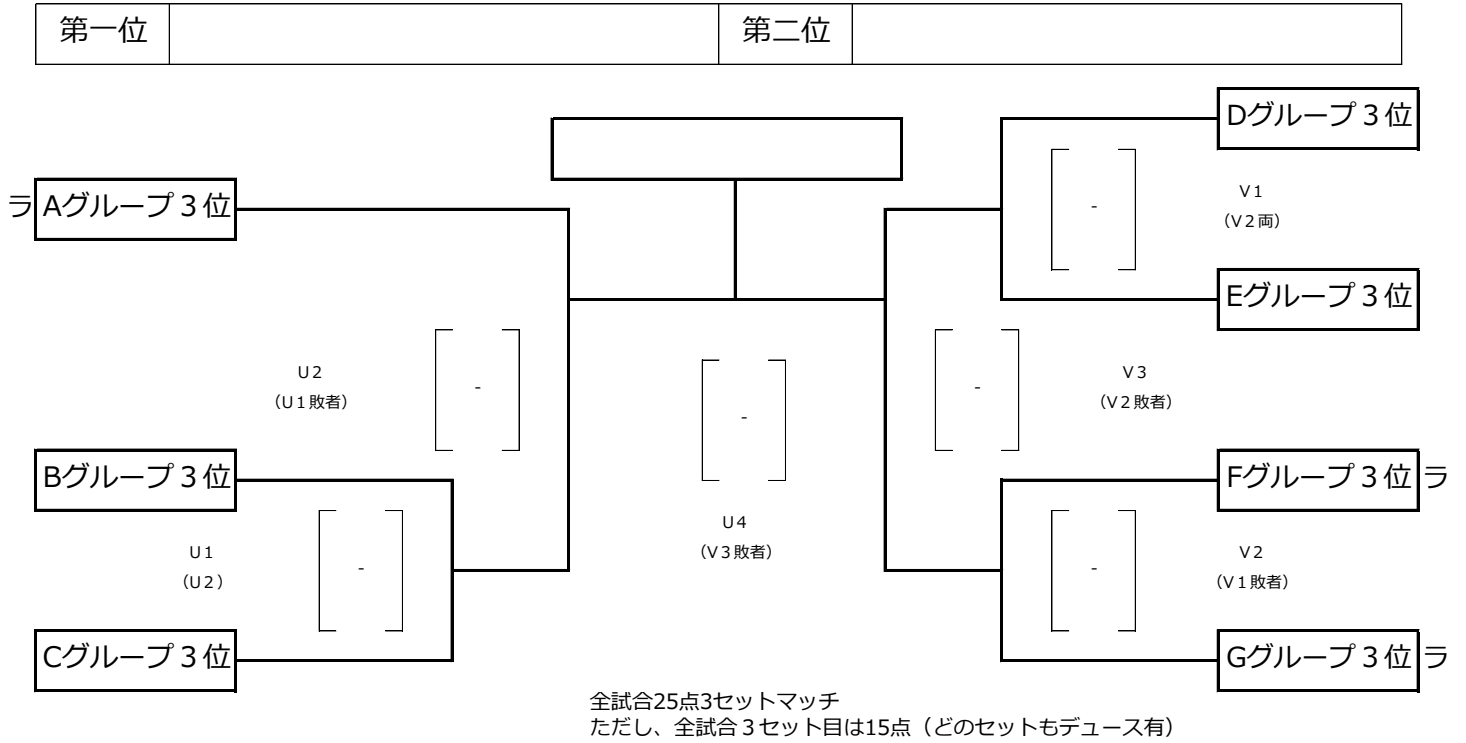 第一位 第二位
Dグループ３位
V１
（V２両）
-
ラ Aグループ３位
Eグループ３位
U２
（U１敗者）
-
-
U４
（V３敗者）
-
V３
（V２敗者）
Bグループ３位
Fグループ３位 ラ
U１
（U２）
-
-
V２
（V１敗者）
Cグループ３位
Gグループ３位 ラ
全試合25点3セットマッチ
ただし、全試合３セット目は15点（どのセットもデュース有）